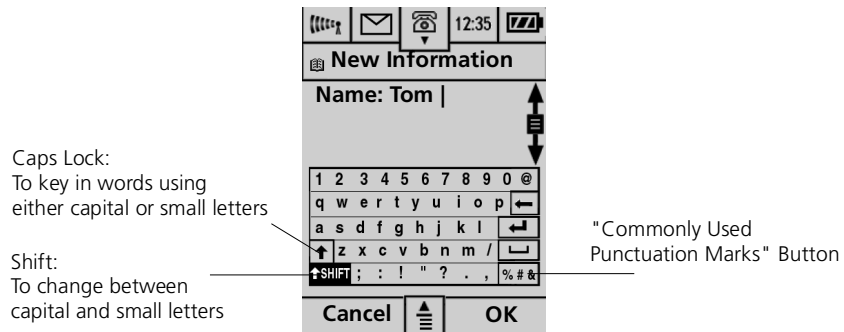 12:35
New Information
Name: Tom |
1 2 3 4 5 6 7 8 9 0 @
q w e r t y u i o p
a s d f g h j k l
z x c v b n m /
SHIFT ; : ! " ? . , % # &
Cancel OK
Caps Lock:
To key in words using
either capital or small letters
Shift:
To change between
capital and small letters
"Commonly Used
Punctuation Marks" Button